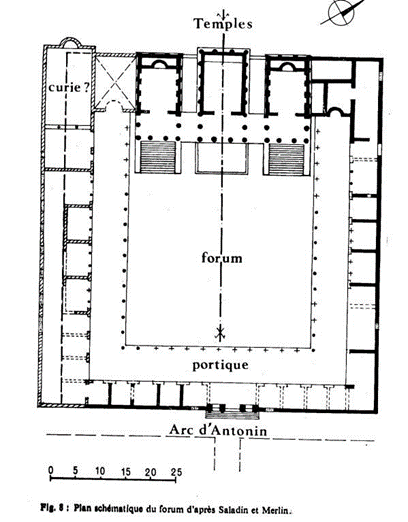 Temples
curie ?
forum
portique
Arc d'Antonin
0 5 10 15 20 25
Fig. 8 : Plan schématique du forum d'après Saladin et Merlin.